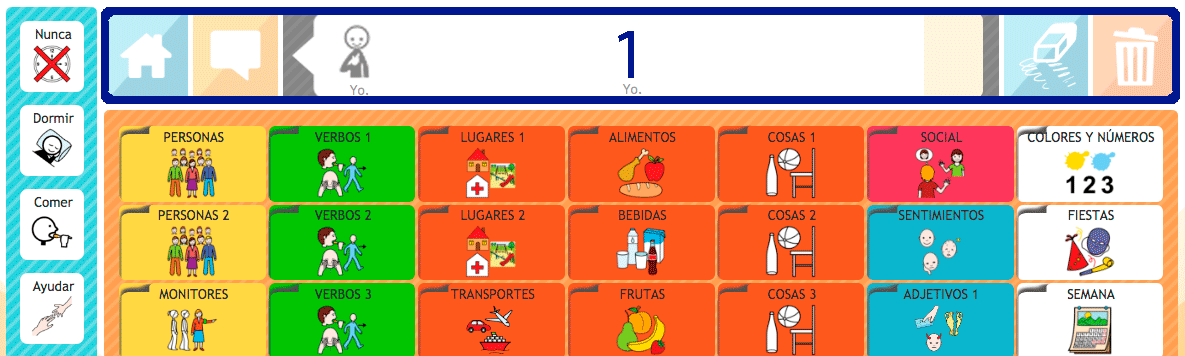 Nunca
Dormir
Comer
Ayudar
Yo.
1
Yo.
PERSONAS
VERBOS 1
LUGARES 1
ALIMENTOS
COSAS 1
SOCIAL
COLORES Y NÚMEROS
1 2 3
PERSONAS 2
VERBOS 2
LUGARES 2
BEBIDAS
COSAS 2
SENTIMIENTOS
FIESTAS
MONITORES
VERBOS 3
TRANSPORTES
FRUTAS
COSAS 3
ADJETIVOS 1
SEMANA